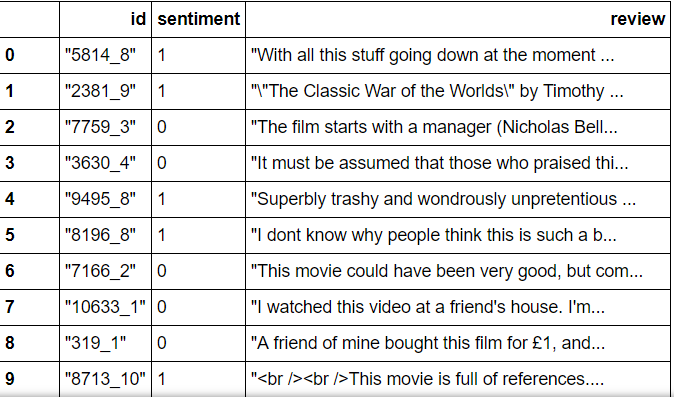 id sentiment review
0 "5814_8" 1 "With all this stuff going down at the moment ...
1 "2381_9" 1 "\"The Classic War of the Worlds\" by Timothy ...
2 "7759_3" 0 "The film starts with a manager (Nicholas Bell...
3 "3630_4" 0 "It must be assumed that those who praised thi...
4 "9495_8" 1 "Superbly trashy and wondrously unpretentious ...
5 "8196_8" 1 "I dont know why people think this is such a b...
6 "7166_2" 0 "This movie could have been very good, but com...
7 "10633_1" 0 "I watched this video at a friend's house. I'm...
8 "319_1" 0 "A friend of mine bought this film for £1, and...
9 "8713_10" 1 "<br /><br />This movie is full of references....